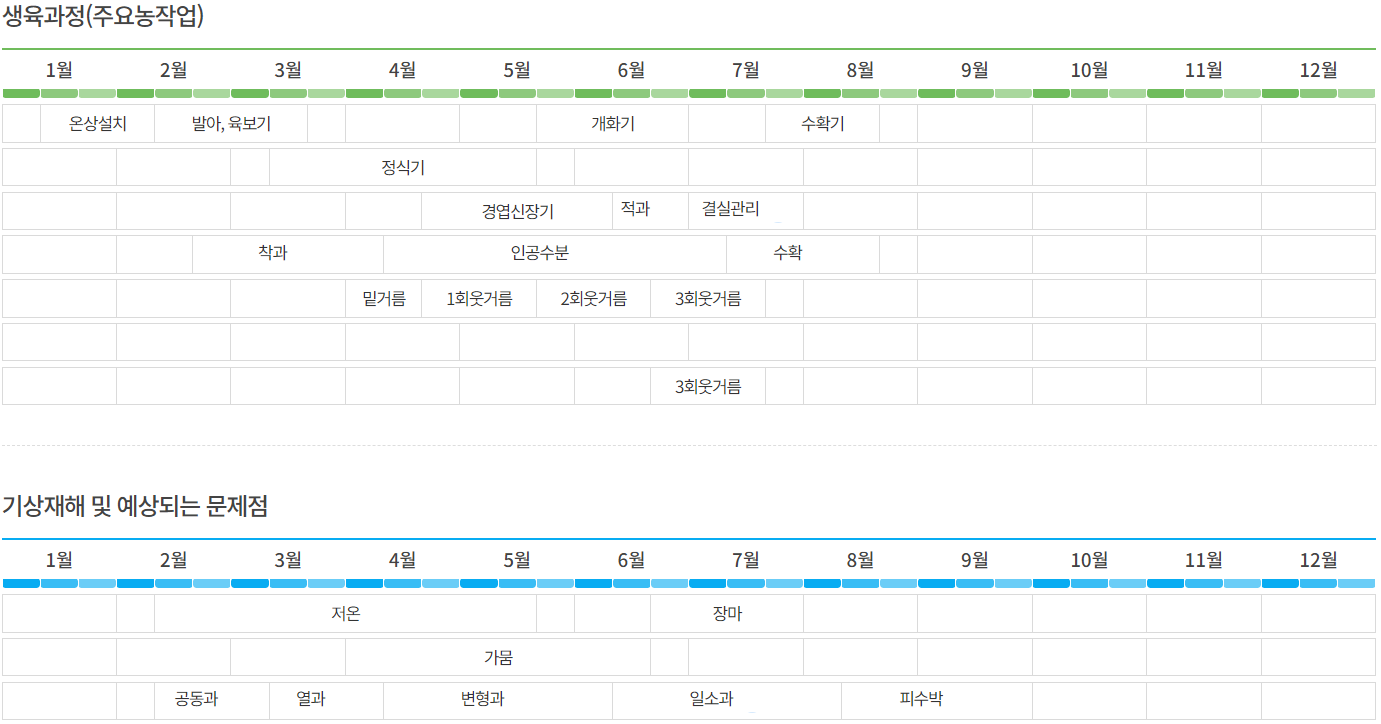 생육과정(주요농작업)
1월 2월 3월 4월 5월 6월 7월 8월 9월 10월 11월 12월
온상설치 발아, 육보기 개화기 수확기
정식기
경엽신장기 적과 결실관리
착과 인공수분 수확
밑거름 1회웃거름 2회웃거름 3회웃거름
3회웃거름
기상재해 및 예상되는 문제점
1월 2월 3월 4월 5월 6월 7월 8월 9월 10월 11월 12월
저온 장마
가뭄
공동과 열과 변형과 일소과 피수박